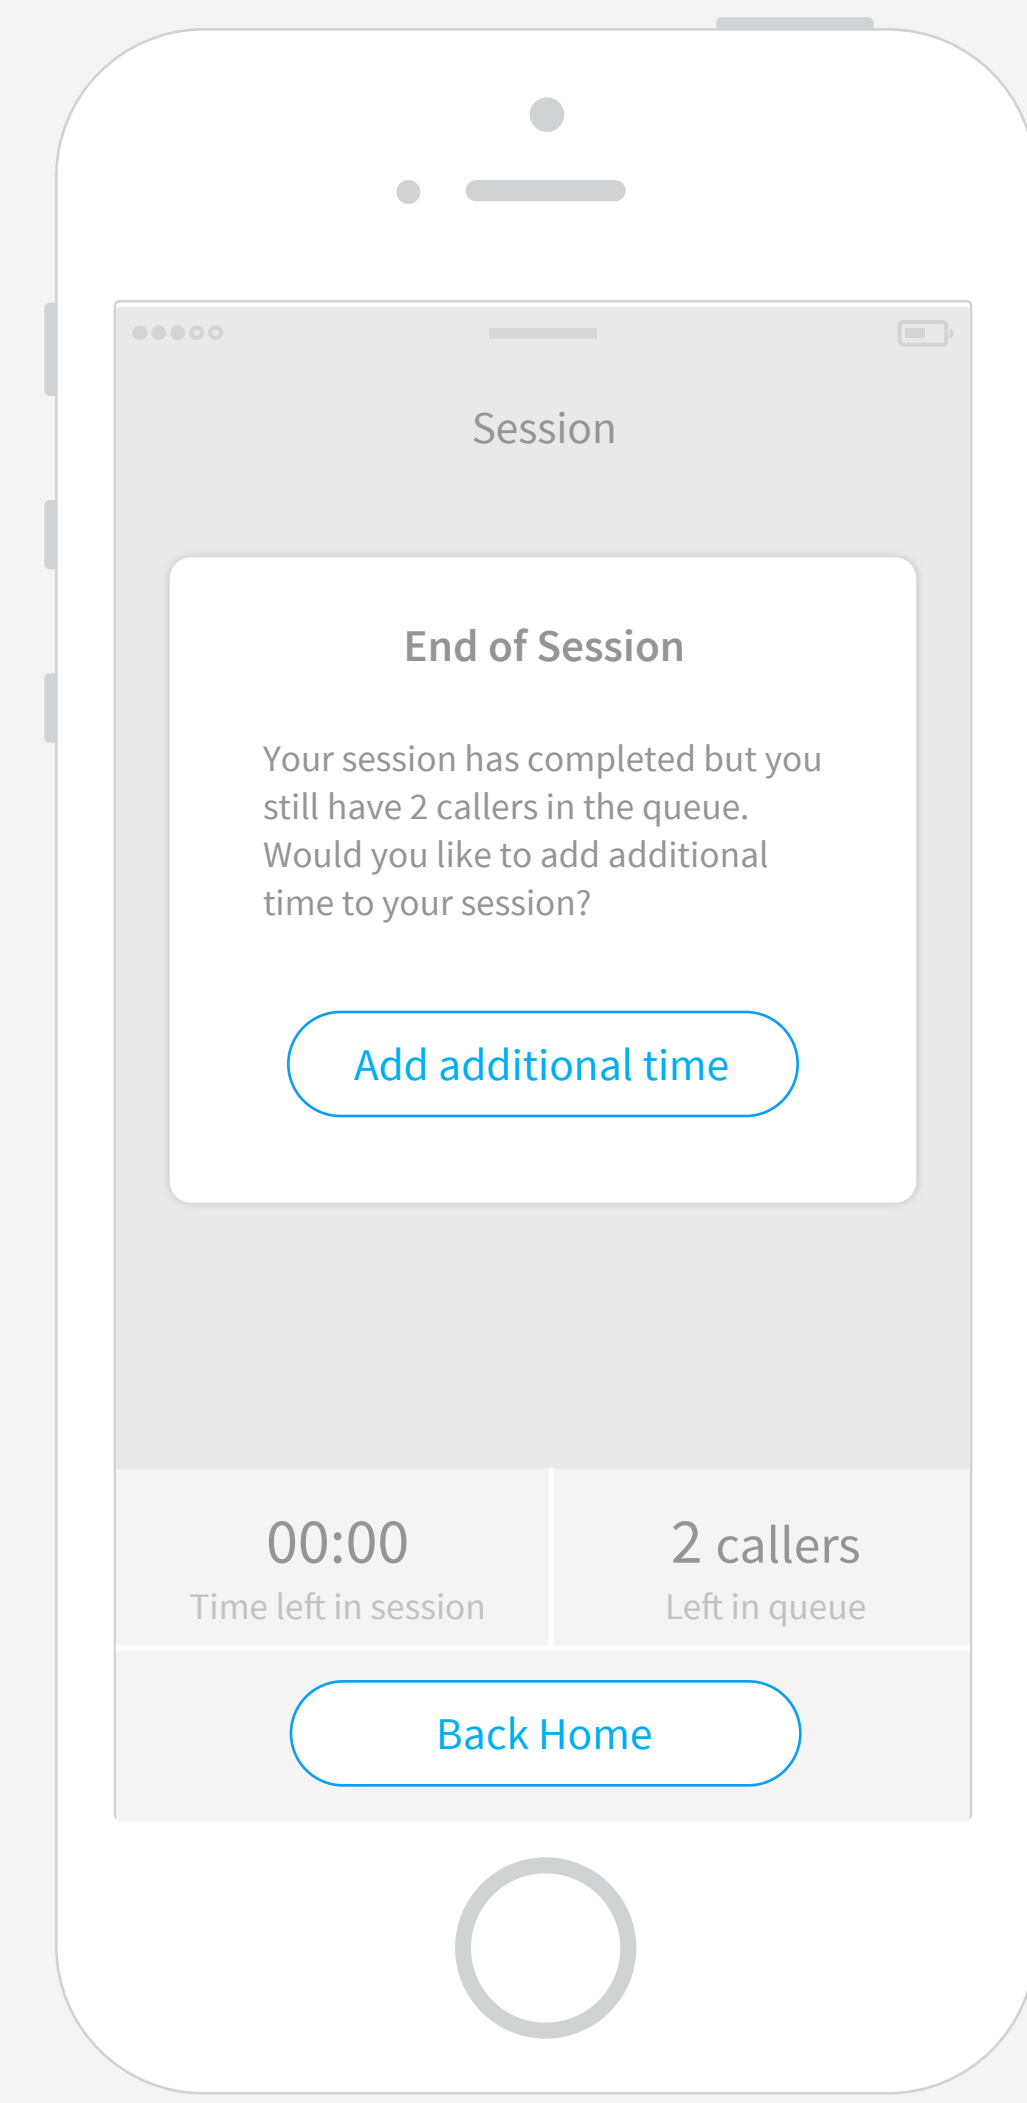 Session
End of Session
Your session has completed but you
still have 2 callers in the queue.
Would you like to add additional
time to your session?
Add additional time
00:00
Time left in session
2 callers
Left in queue
Back Home